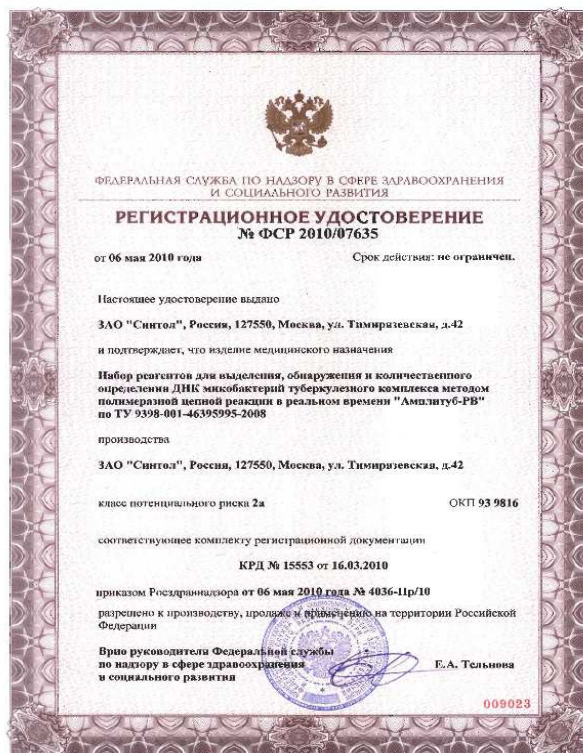 ФЕДЕРАЛЬНАЯ СЛУЖБА ПО НАДЗОРУ В СФЕРЕ ЗДРАВООХРАНЕНИЯ
И СОЦИАЛЬНОГО РАЗВИТИЯ
РЕГИСТРАЦИОННОЕ УДОСТОВЕРЕНИЕ
№ ФСР 2010/07635
от 06 мая 2010 года Срок действия: не ограничен.
Настоящее удостоверение выдано
ЗАО "Синтол", Россия, 127550, Москва, ул. Тимирязевская, д.42
и подтверждает, что изделие медицинского назначения
Набор реагентов для выделения, обнаружения и количественного
определения ДНК микобактерий туберкулезного комплекса методом
полимеразной цепной реакции в реальном времени "Амплитуб-РВ"
по ТУ 9398-001-46395995-2008
производства
ЗАО "Синтол", Россия, 127550, Москва, ул. Тимирязевская, д.42
класс потенциального риска 2а ОКП 93 9816
соответствующее комплекту регистрационной документации
КРД № 15553 от 16.03.2010
приказом Росздравнадзора от 06 мая 2010 года № 4036-Пр/10
разрешено к производству, продаже и применению на территории Российской
Федерации
Врио руководителя Федеральной службы
по надзору в сфере здравоохранения
и социального развития
Е.А. Тельнова
009023